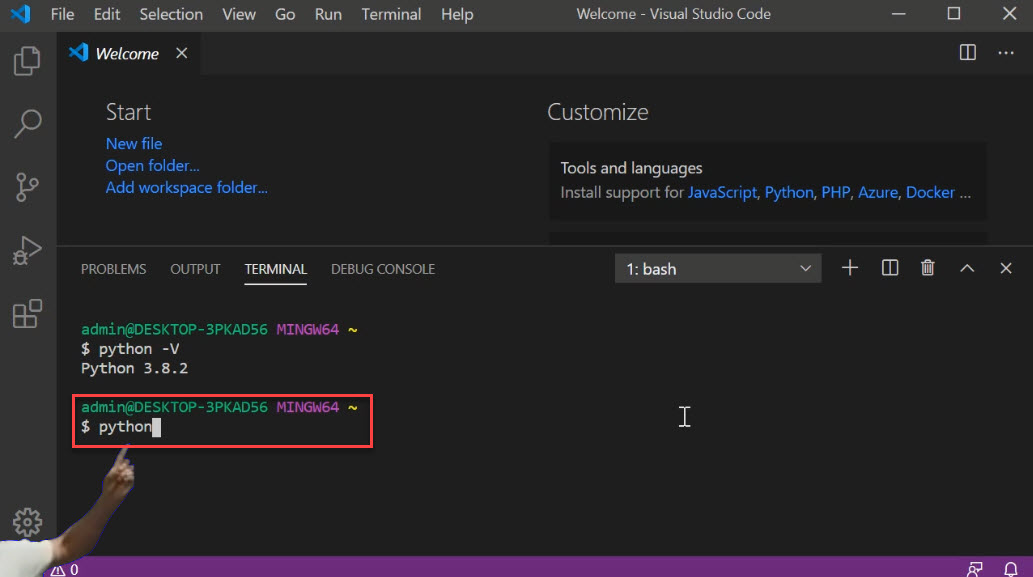 File Edit Selection View Go Run Terminal Help Welcome - Visual Studio Code
Welcome
Start
New file
Open folder...
Add workspace folder...
Customize
Tools and languages
Install support for JavaScript, Python, PHP, Azure, Docker ...
PROBLEMS OUTPUT TERMINAL DEBUG CONSOLE 1: bash
admin@DESKTOP-3PKAD56 MINGW64 ~
$ python -V
Python 3.8.2
admin@DESKTOP-3PKAD56 MINGW64 ~
$ python
0